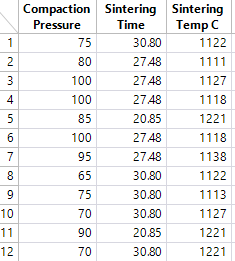 Compaction Pressure Sintering Time Sintering Temp C
1 75 30.80 1122
2 80 27.48 1111
3 100 27.48 1127
4 100 27.48 1118
5 85 20.85 1221
6 100 27.48 1118
7 95 27.48 1138
8 65 30.80 1122
9 75 30.80 1113
10 70 30.80 1127
11 90 20.85 1221
12 70 30.80 1221